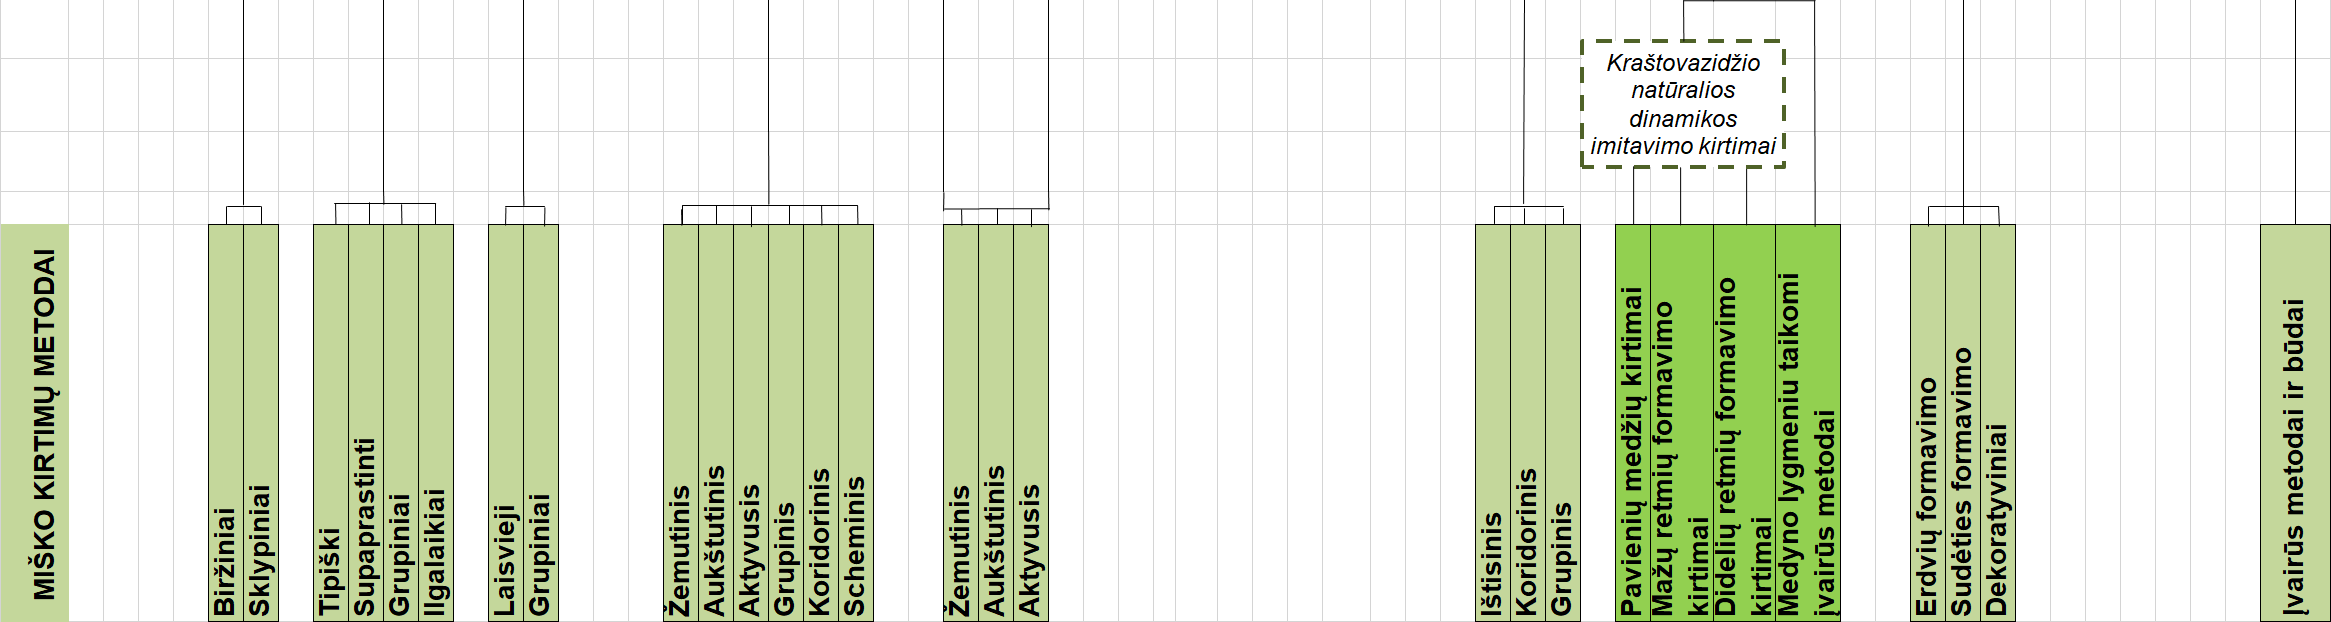 Kraštovazidžio
natūralios
dinamikos
imitavimo kirtimai
MIŠKO KIRTIMŲ METODAI
Biržiniai
Sklypiniai
Tipiški
Supaprastinti
Grupiniai
Ilgalaikiai
Laisvieji
Grupiniai
Žemutinis
Aukštutinis
Aktyvusis
Grupinis
Koridorinis
Scheminis
Žemutinis
Aukštutinis
Aktyvusis
Ištisinis
Koridorinis
Grupinis
Pavienių medžių kirtimai
Mažų retmių formavimo
kirtimai
Didelių retmių formavimo
kirtimai
Medyno lygmeniu taikomi
įvairūs metodai
Erdvių formavimo
Sudėties formavimo
Dekoratyviniai
Įvairūs metodai ir būdai